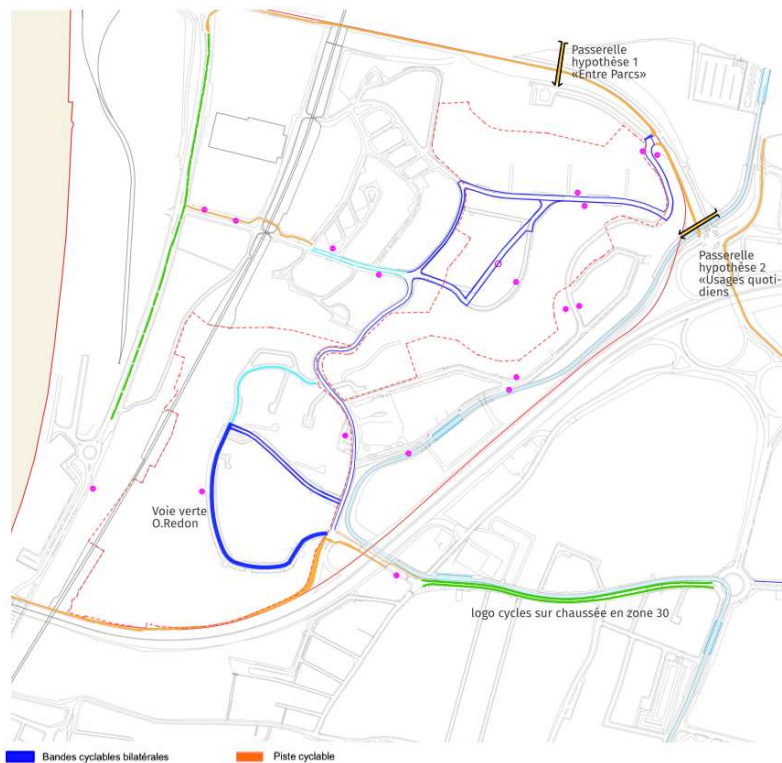 Passerelle
hypothèse 1
«Entre Parcs»
Passerelle
hypothèse 2
«Usages quoti-
diens
Voie verte
O.Redon
logo cycles sur chaussée en zone 30
Bandes cyclables bilatérales
Piste cyclable